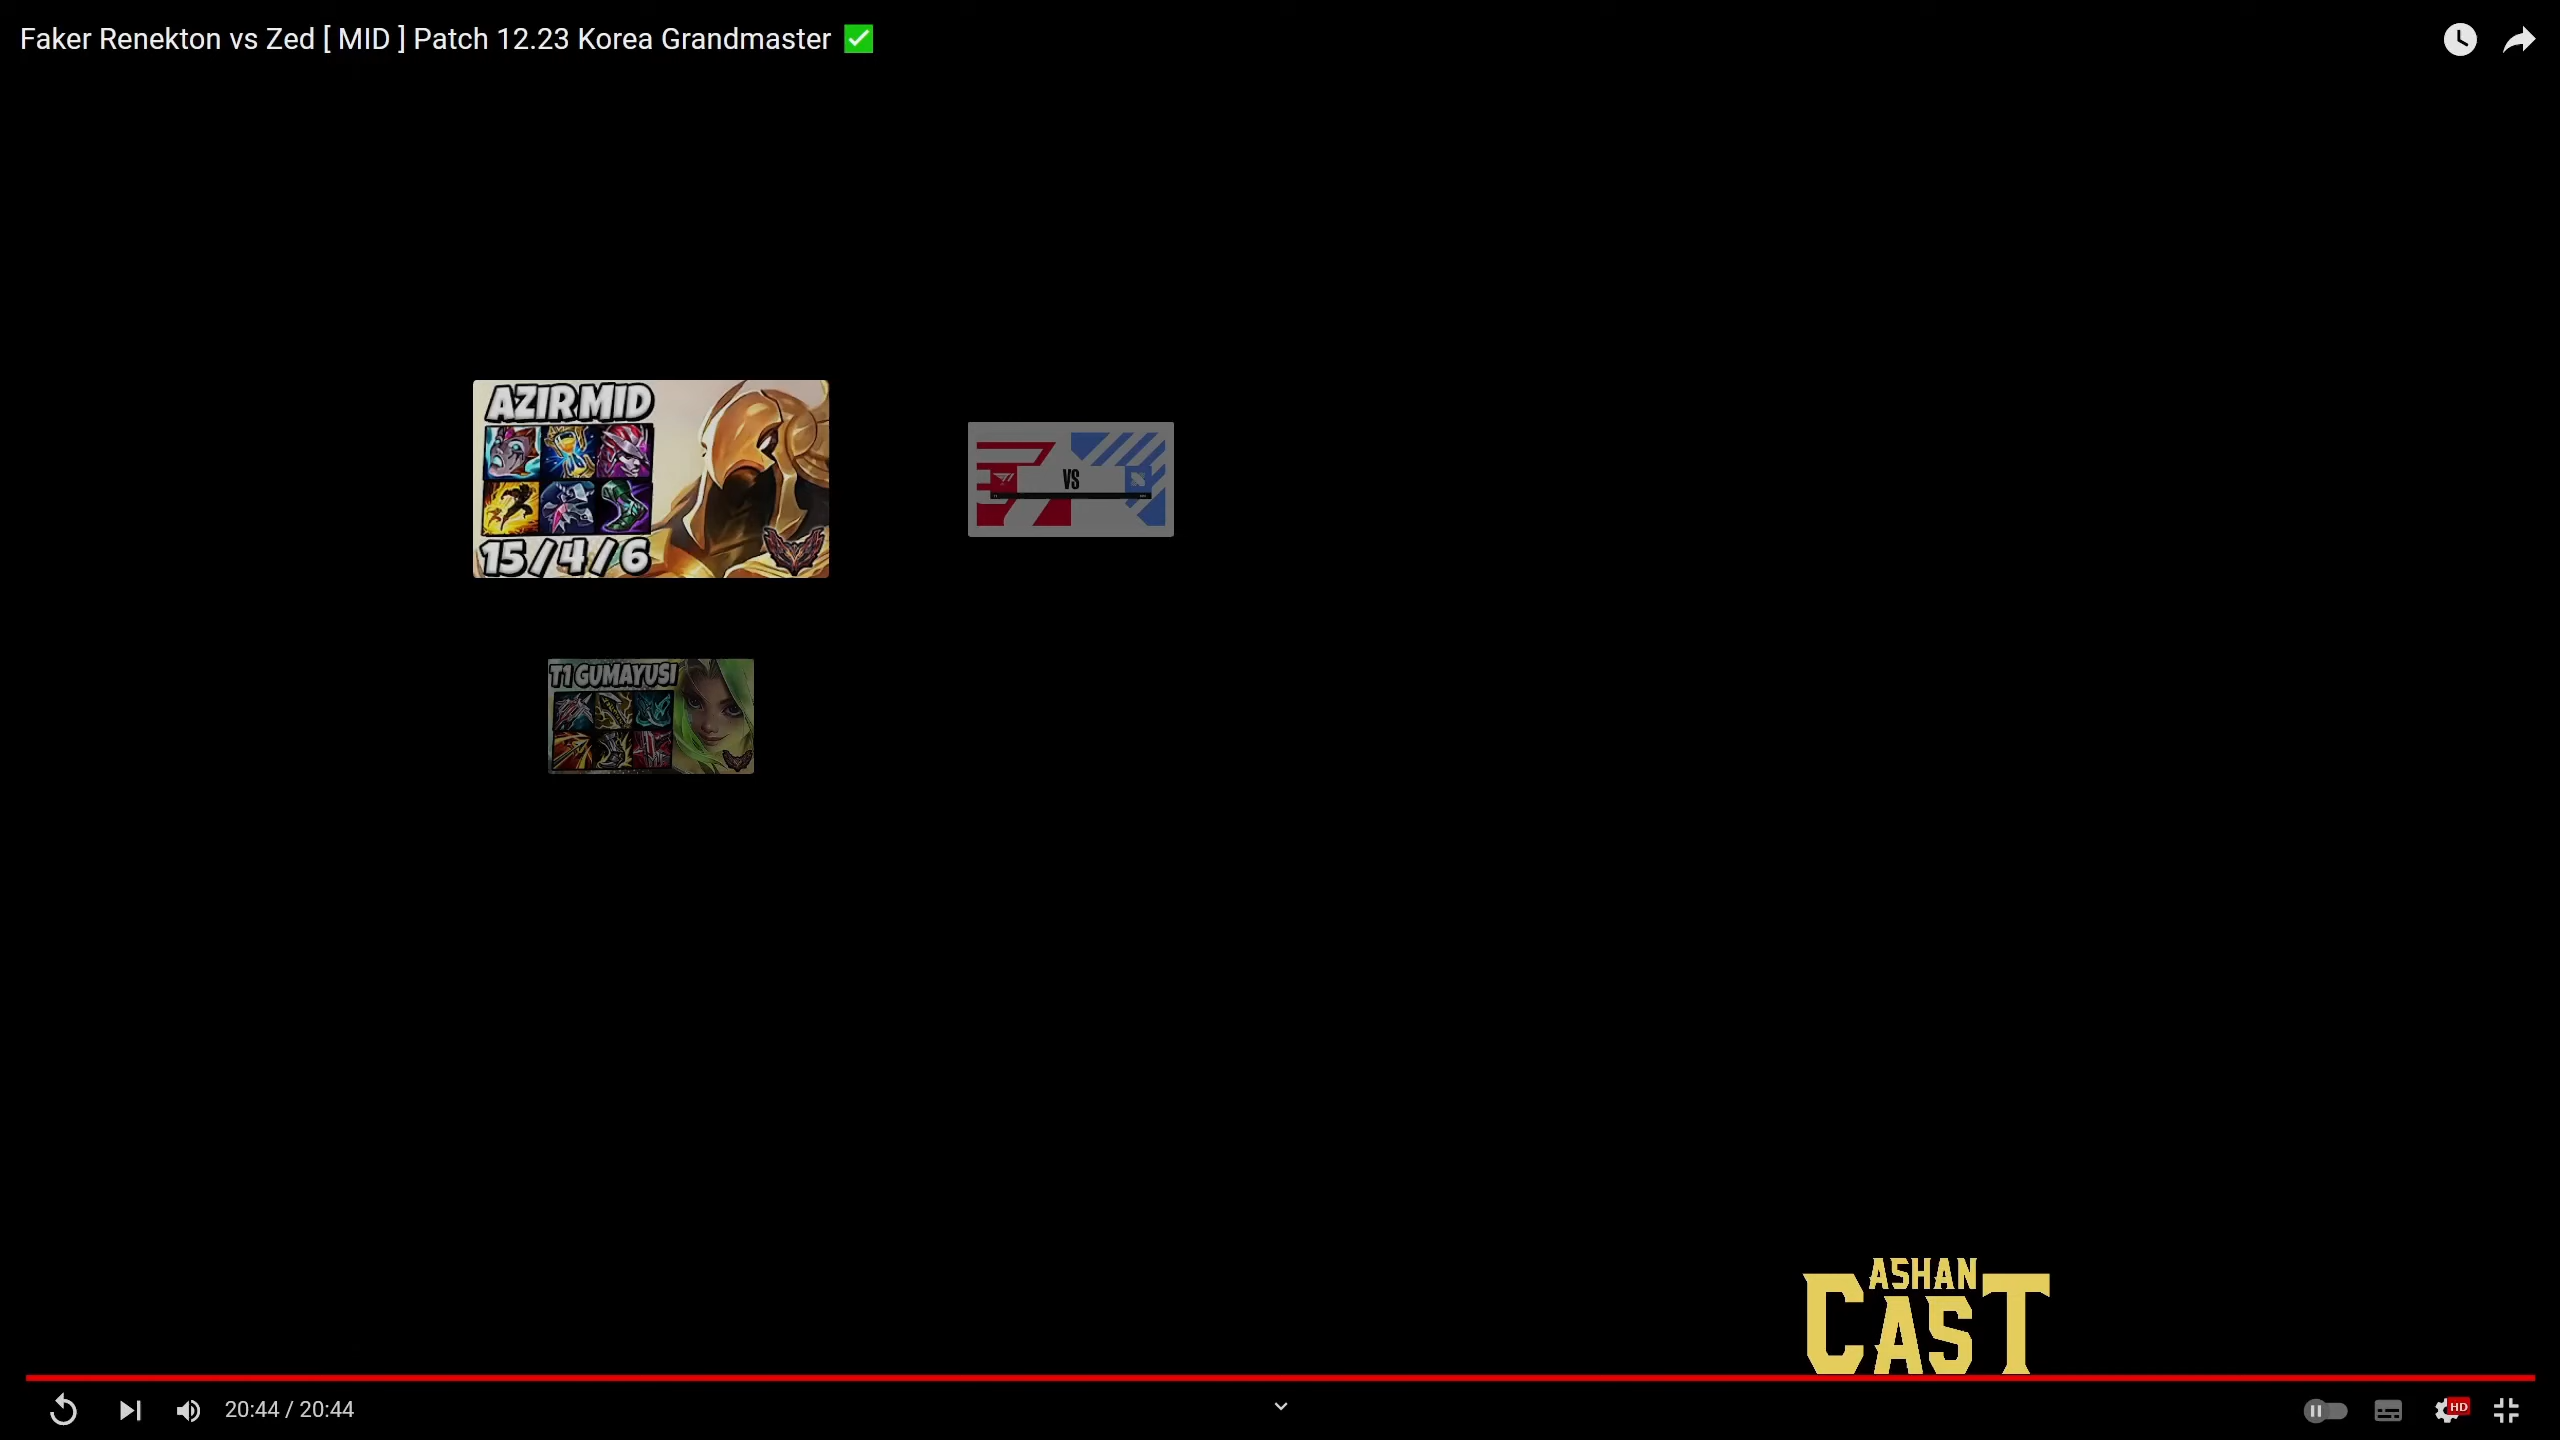 Faker Renekton vs Zed [ MID ] Patch 12.23 Korea Grandmaster ✅
AZIR MID
15/4/6
VS
T1 GUMAYUSI
ASHAN
CAST
20:44 / 20:44
HD